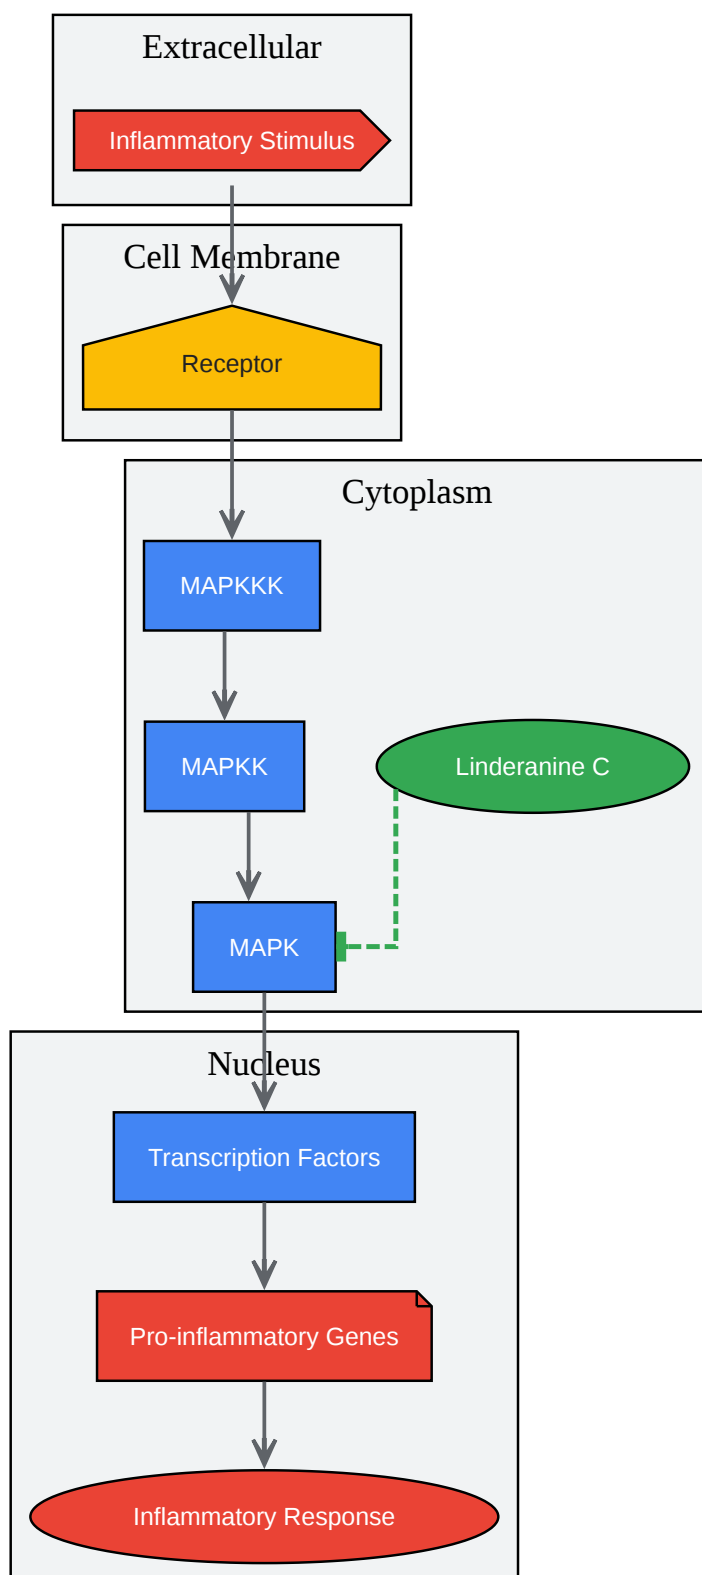 Extracellular
Inflammatory Stimulus
Cell Membrane
Receptor
Cytoplasm
MAPKKK
MAPKK
Linderanine C
MAPK
Nucleus
Transcription Factors
Pro-inflammatory Genes
Inflammatory Response